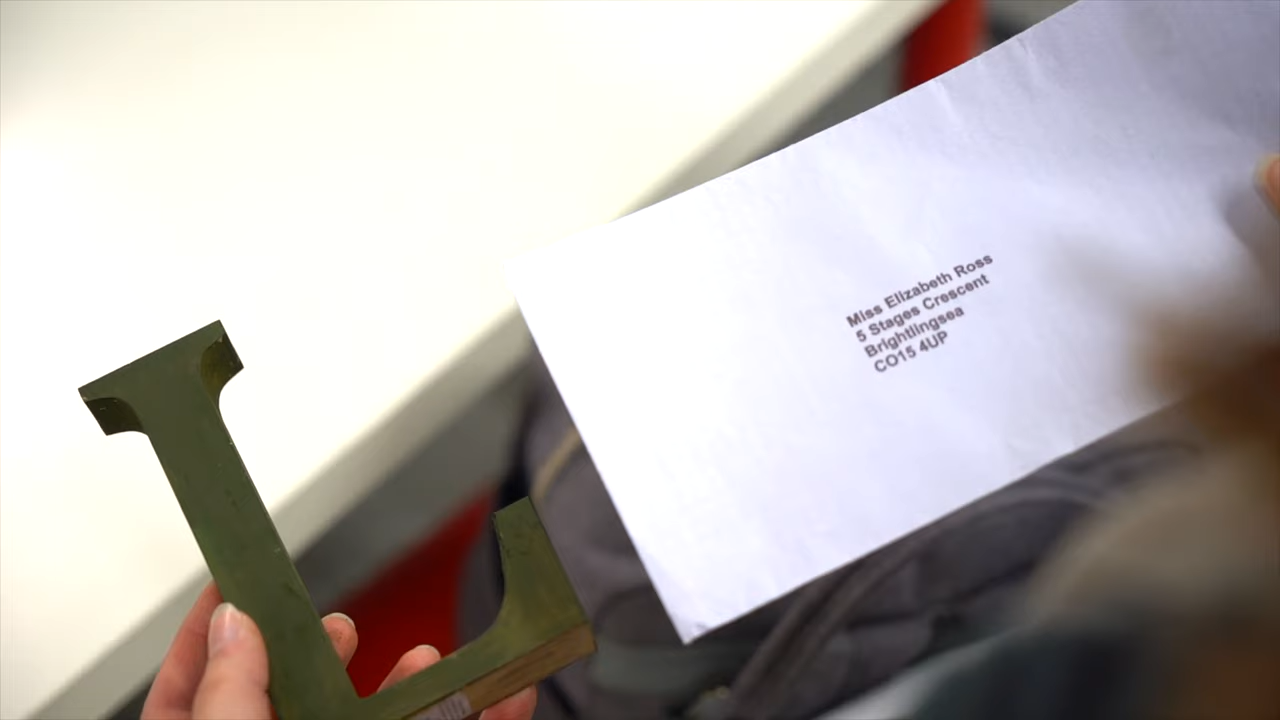 Miss Elizabeth Ross
5 Stages Crescent
Brightlingsea
CO15 4UP
L